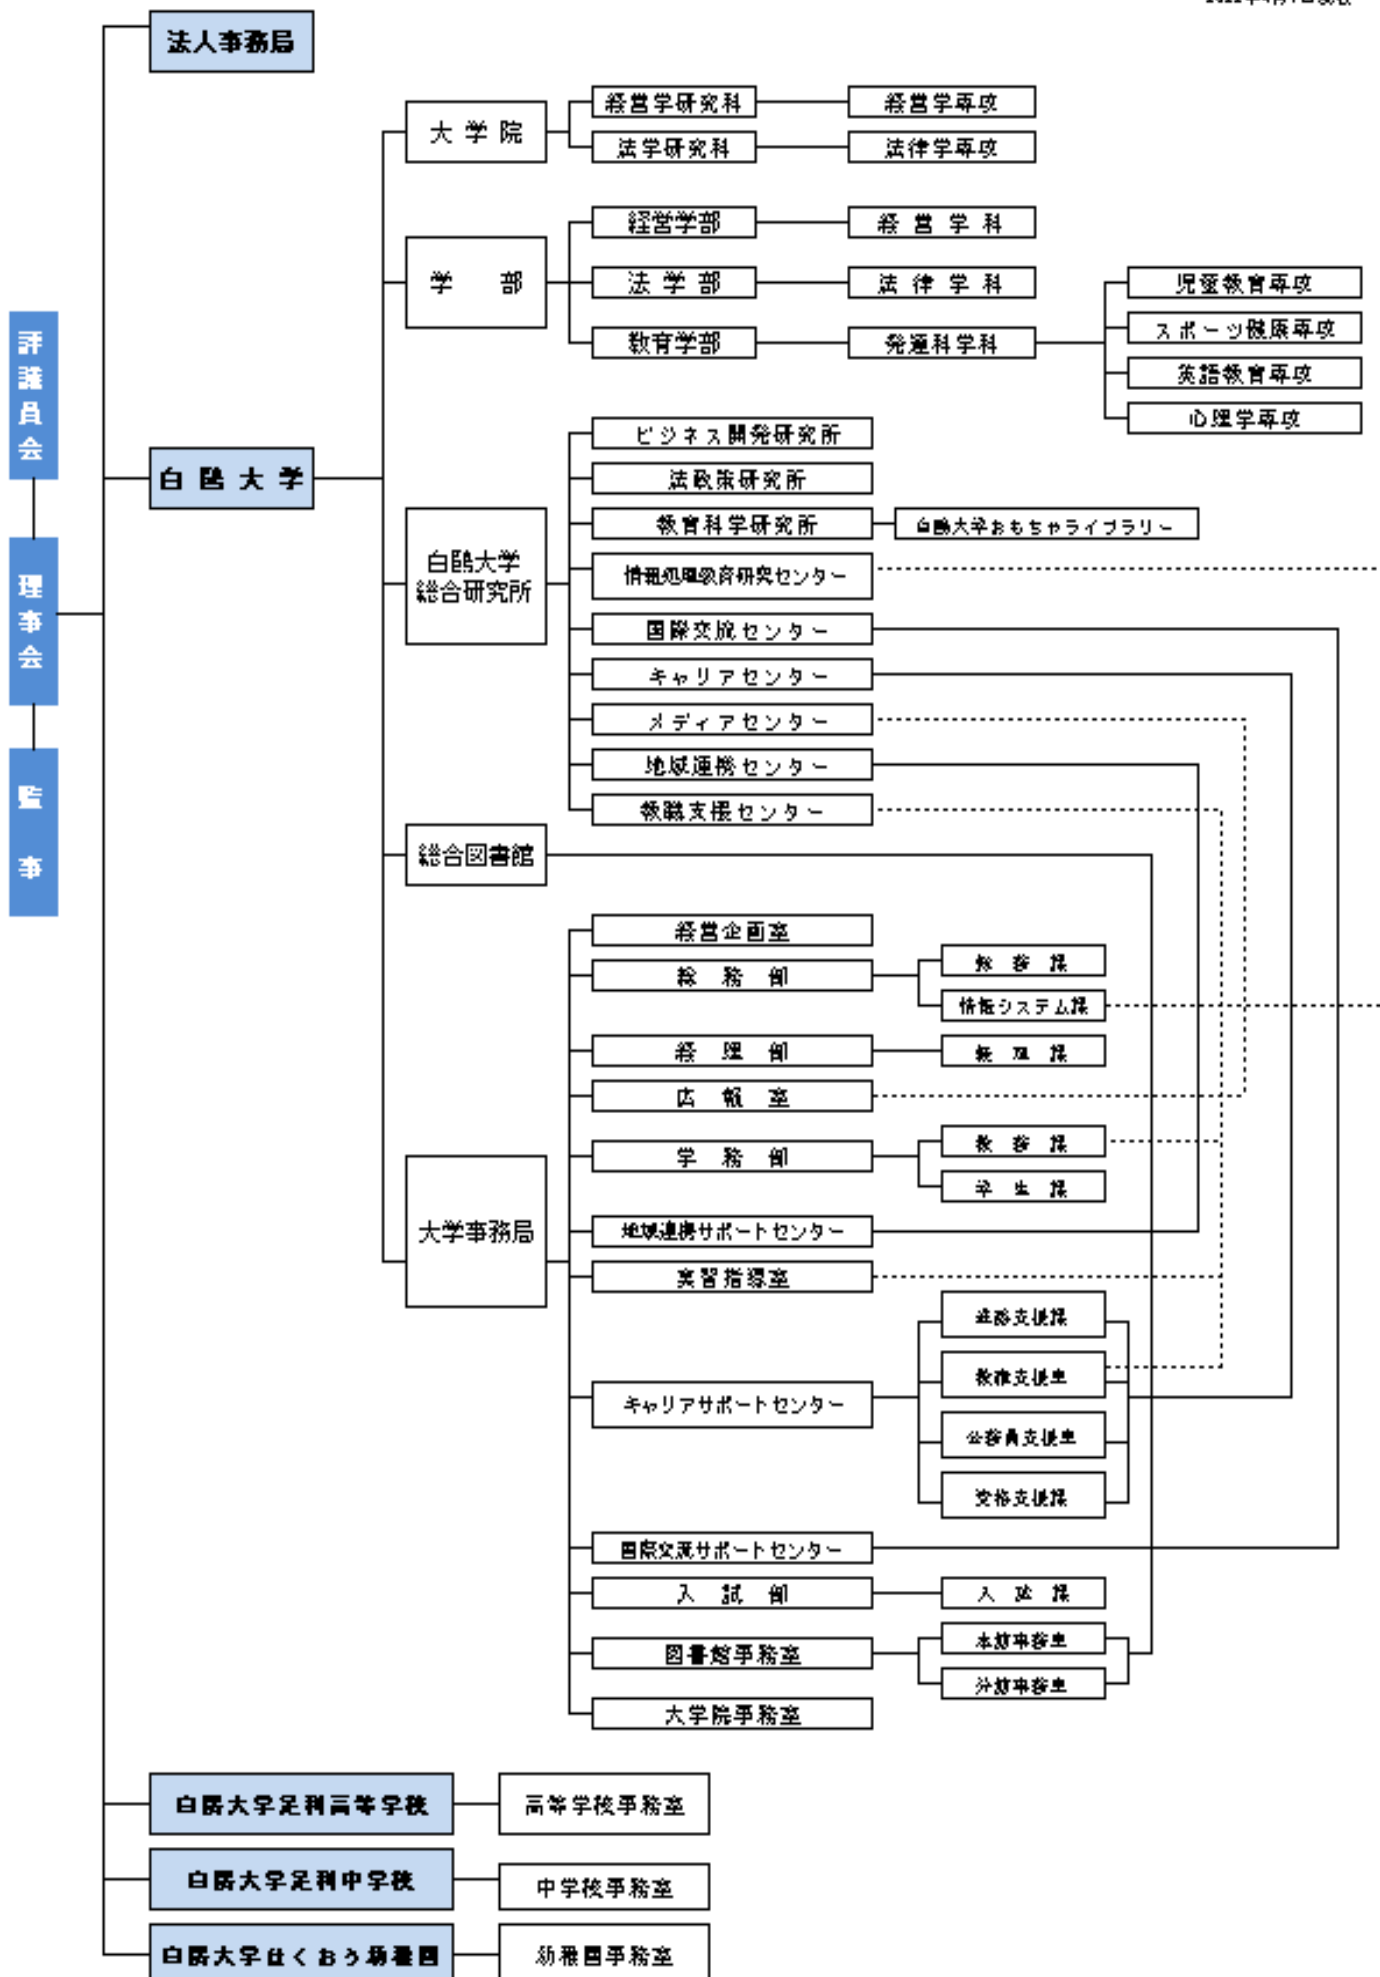 法人事務局
大学院
経営学研究科
経営学専攻
法学研究科
法律学専攻
学部
経営学部
経営学科
法学部
法律学科
教育学部
発達科学科
児童教育専攻
スポーツ健康専攻
英語教育専攻
心理学専攻
評議員会
理事会
監事
白鴎大学
白鴎大学
総合研究所
ビジネス開発研究所
法政策研究所
教育科学研究所
白鴎大学おもちゃライブラリー
情報処理教育研究センター
国際交流センター
キャリアセンター
メディアセンター
地域連携センター
教職支援センター
総合図書館
大学事務局
経営企画室
総務部
総務課
情報システム課
経理部
経理課
広報室
学務部
教務課
学生課
地域連携サポートセンター
実習指導室
キャリアサポートセンター
進路支援課
教職支援室
公務員支援室
資格支援課
国際交流サポートセンター
入試部
入試課
図書館事務室
本館事務室
分館事務室
大学院事務室
白鴎大学足利高等学校
高等学校事務室
白鴎大学足利中学校
中学校事務室
白鴎大学はくおう幼稚園
幼稚園事務室